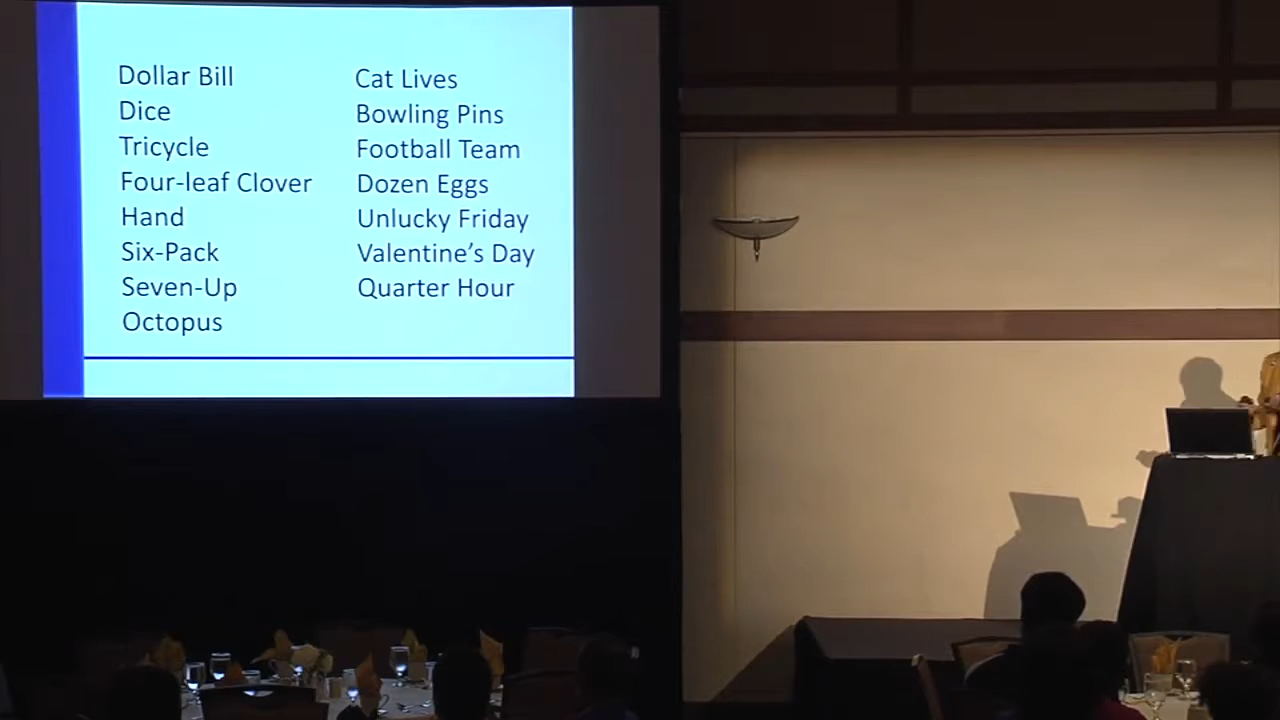 Dollar Bill
Dice
Tricycle
Four-leaf Clover
Hand
Six-Pack
Seven-Up
Octopus
Cat Lives
Bowling Pins
Football Team
Dozen Eggs
Unlucky Friday
Valentine's Day
Quarter Hour